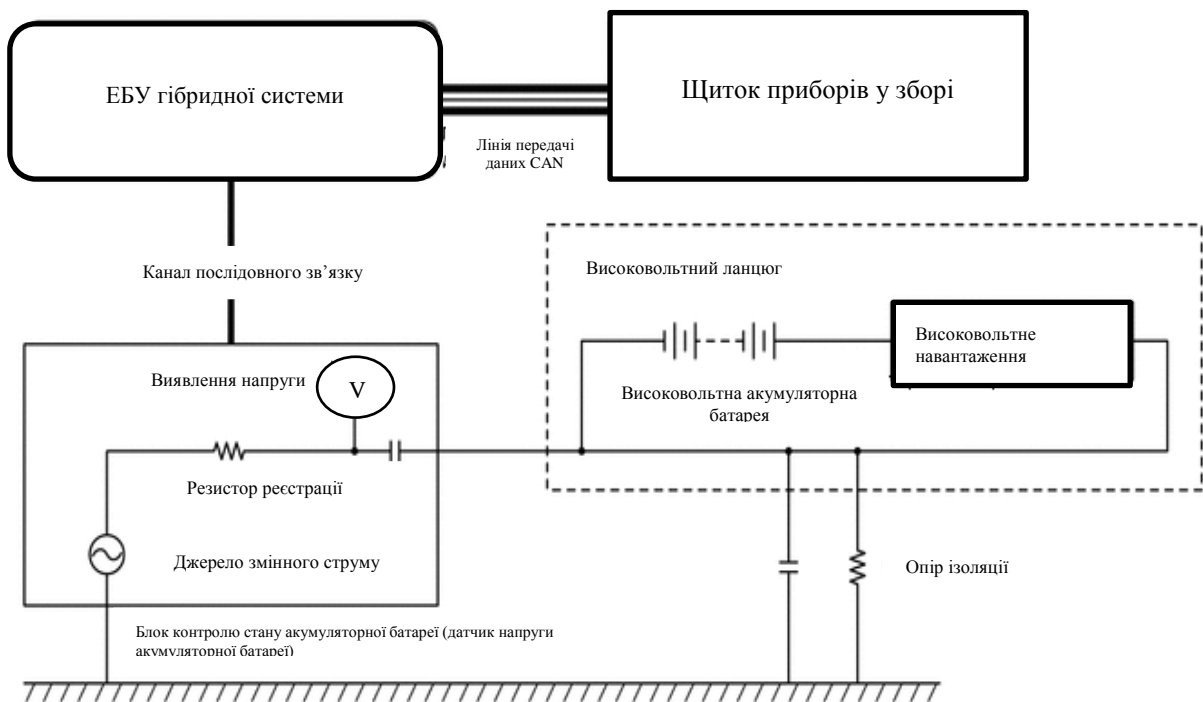 ЕБУ гібридної системи
Щиток приборів у зборі
Лінія передачі
даних CAN
Канал послідовного зв’язку
Високовольтний ланцюг
Високовольтне
навантаження
Виявлення напруги
V
Високовольтна акумуляторна
батарея
Резистор реєстрації
Джерело змінного струму
Опір ізоляції
Блок контролю стану акумуляторної батареї (датчик напруги
акумуляторної батареї)